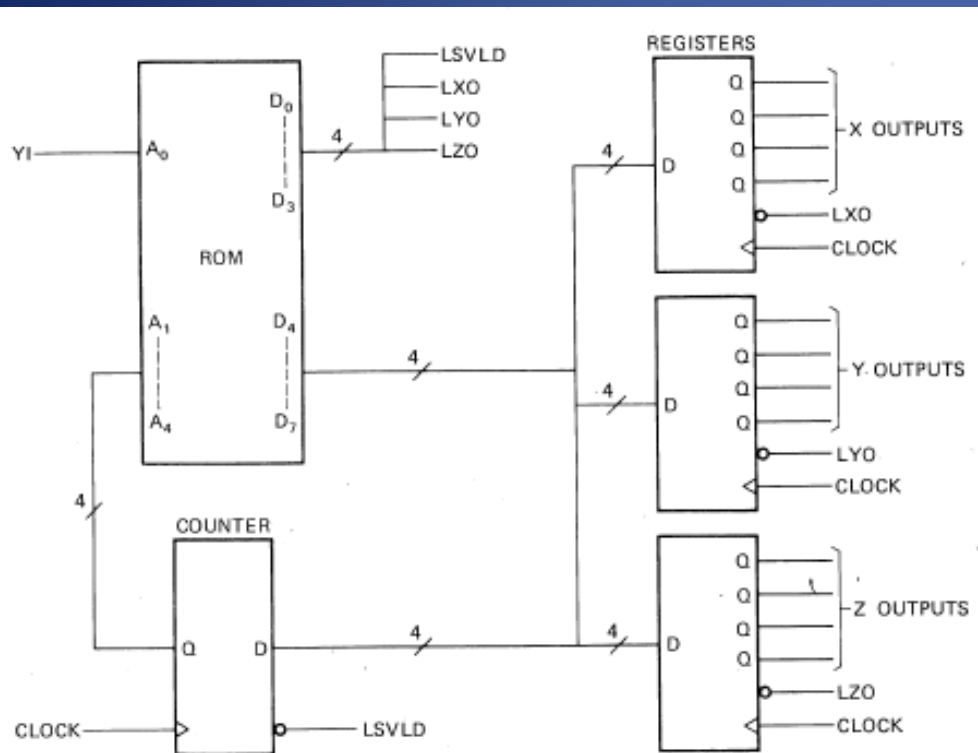 REGISTERS
LSVLD
LXO
LYO
LZO
4
YI
A₀
D₀
D₃
ROM
A₁
A₄
D₄
D₇
4
4
COUNTER
Q
D
4
CLOCK
LSVLD
4
D
Q
Q
Q
Q
X OUTPUTS
LXO
CLOCK
4
D
Q
Q
Q
Q
Y OUTPUTS
LYO
CLOCK
4
D
Q
Q
Q
Q
Z OUTPUTS
LZO
CLOCK